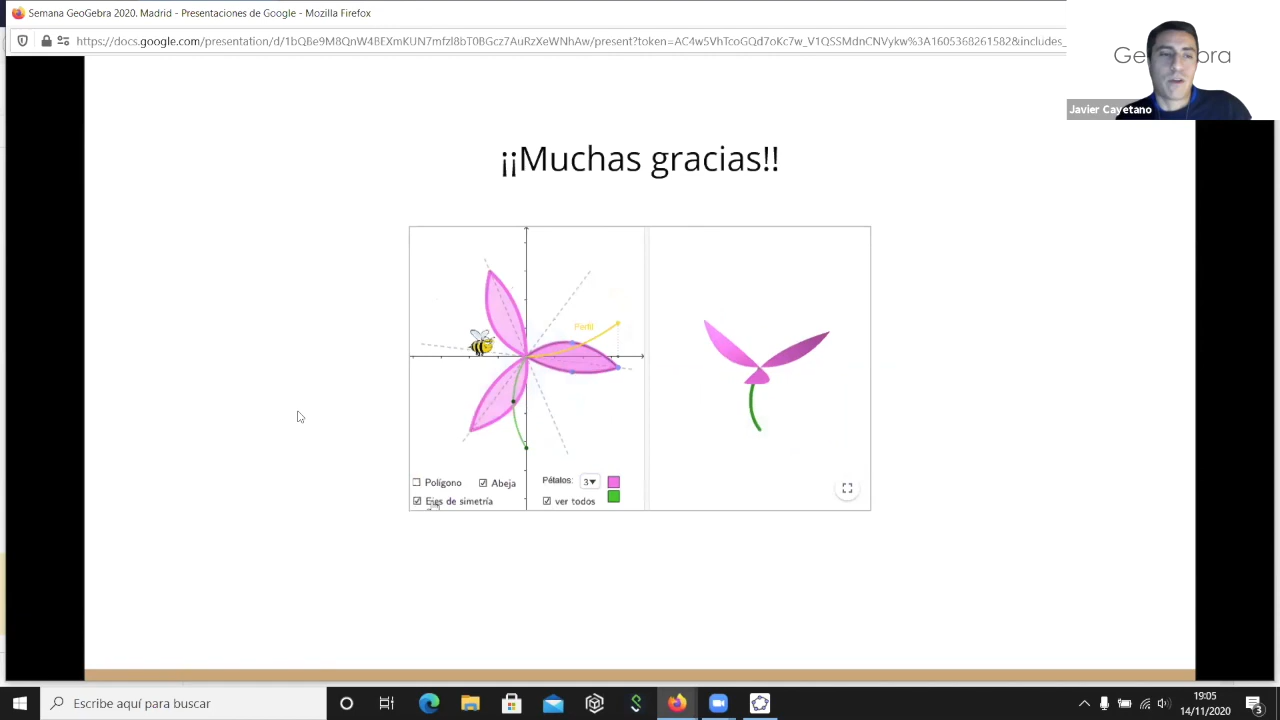 Semana GeoGebra 2020. Madrid - Presentaciones de Google - Mozilla Firefox
https://docs.google.com/presentation/d/1bQBe9M8QnW4BEXmKUN7mfzl8bT0BGcz7AuRzXeWNhAw/present?token=AC4w5VhTcoGQd7oKc7w_V1QSSMdnCNVykw%3A1605368261582&includes_
Javier Cayetano
¡¡Muchas gracias!!
Perfil
Polígono
Abeja
Pétalos:
3
Ejes de simetría
ver todos
Escribe aquí para buscar
19:05
14/11/2020
3